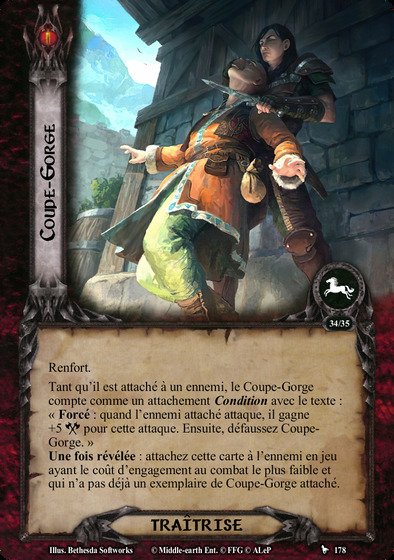 COUPE-GORGE
34/35
Renfort.
Tant qu'il est attaché à un ennemi, le Coupe-Gorge
compte comme un attachement Condition avec le texte :
« Forcé : quand l'ennemi attaché attaque, il gagne
+5 pour cette attaque. Ensuite, défaussez Coupe-
Gorge. »
Une fois révélée : attachez cette carte à l'ennemi en jeu
ayant le coût d'engagement au combat le plus faible et
qui n'a pas déjà un exemplaire de Coupe-Gorge attaché.
TRAÎTRISE
Illus. Bethesda Softworks © Middle-earth Ent. © FFG © ALeP 178